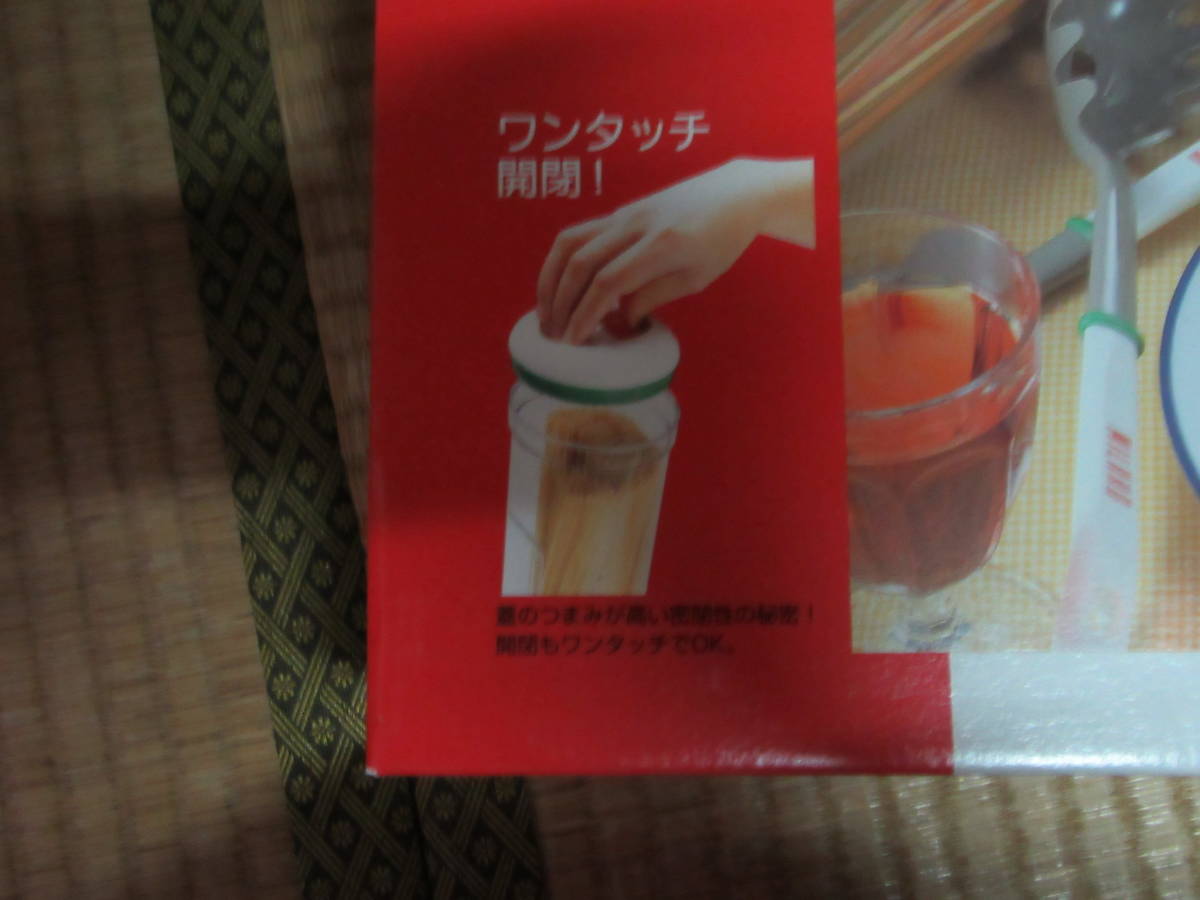 ワンタッチ
開閉！
蓋のつまみが高い密閉性の秘密！
開閉もワンタッチでOK。